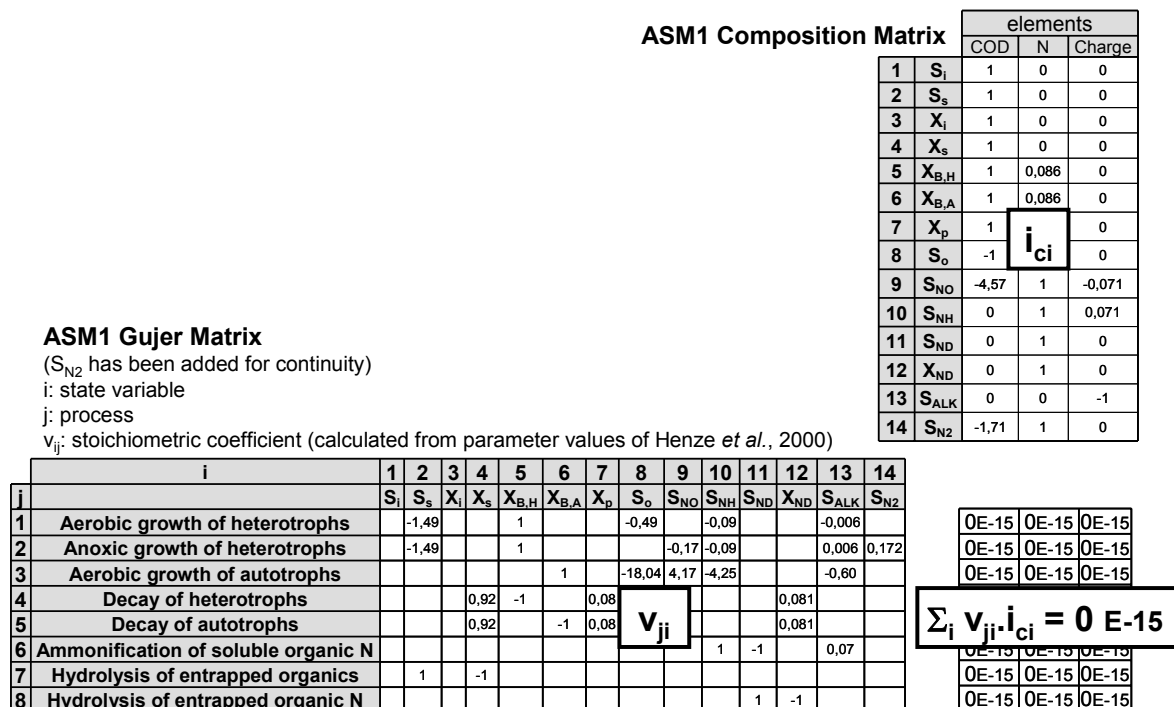 ASM1 Composition Matrix
elements
COD N Charge
1 Si 1 0 0
2 Ss 1 0 0
3 Xi 1 0 0
4 Xs 1 0 0
5 XB,H 1 0,086 0
6 XB,A 1 0,086 0
7 Xp 1 0
8 So -1 0
ici
9 SNO -4,57 1 -0,071
10 SNH 0 1 0,071
11 SND 0 1 0
12 XND 0 1 0
13 SALK 0 0 -1
14 SN2 -1,71 1 0
ASM1 Gujer Matrix
(SN2 has been added for continuity)
i: state variable
j: process
vij: stoichiometric coefficient (calculated from parameter values of Henze et al., 2000)
i 1 2 3 4 5 6 7 8 9 10 11 12 13 14
j Si Ss Xi Xs XB,H XB,A Xp So SNO SNH SND XND SALK SN2
1 Aerobic growth of heterotrophs -1,49 1 -0,49 -0,09 -0,006 0E-15 0E-15 0E-15
2 Anoxic growth of heterotrophs -1,49 1 -0,17 -0,09 0,006 0,172 0E-15 0E-15 0E-15
3 Aerobic growth of autotrophs 1 -18,04 4,17 -4,25 -0,60 0E-15 0E-15 0E-15
4 Decay of heterotrophs 0,92 -1 0,08 0,081
5 Decay of autotrophs 0,92 -1 0,08 0,081
vji
Σi vji.ici = 0 E-15
6 Ammonification of soluble organic N 1 -1 0,07 0E-15 0E-15 0E-15
7 Hydrolysis of entrapped organics 1 -1 0E-15 0E-15 0E-15
8 Hydrolysis of entrapped organic N 1 -1 0E-15 0E-15 0E-15